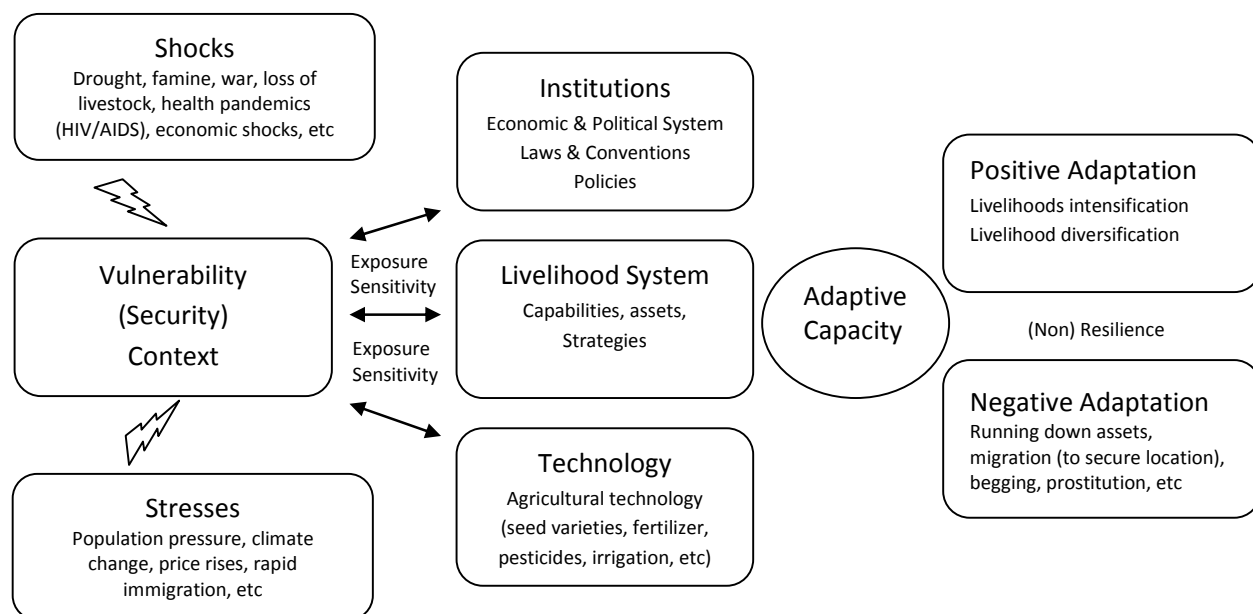 Shocks
Drought, famine, war, loss of
livestock, health pandemics
(HIV/AIDS), economic shocks, etc
Vulnerability
(Security)
Context
Stresses
Population pressure, climate
change, price rises, rapid
immigration, etc
Exposure
Sensitivity
Exposure
Sensitivity
Institutions
Economic & Political System
Laws & Conventions
Policies
Livelihood System
Capabilities, assets,
Strategies
Technology
Agricultural technology
(seed varieties, fertilizer,
pesticides, irrigation, etc)
Adaptive
Capacity
Positive Adaptation
Livelihoods intensification
Livelihood diversification
(Non) Resilience
Negative Adaptation
Running down assets,
migration (to secure location),
begging, prostitution, etc